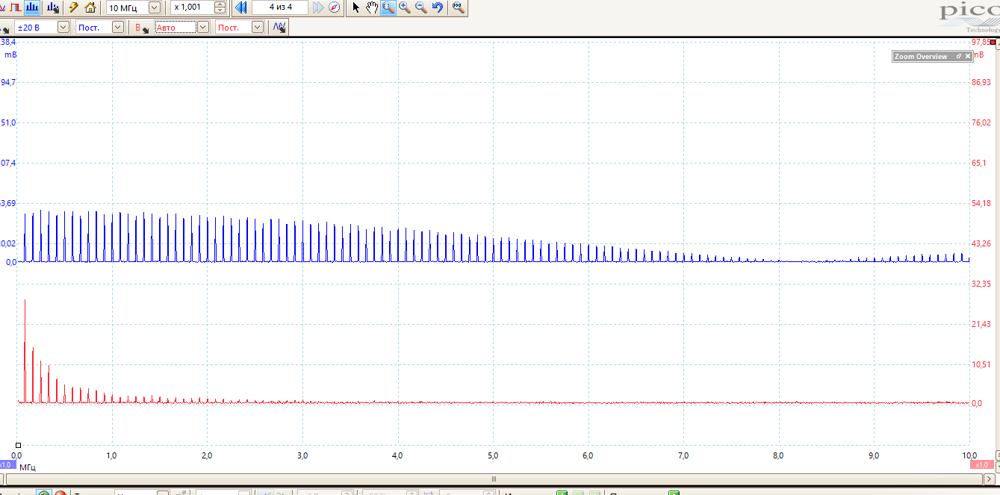 10 МГц
x 1,001
4 из 4
pico
Technology
±20 В
Пост.
В
Авто
Пост.
38,4
97,85
mВ
Zoom Overview
mВ
94,7
86,93
51,0
76,02
07,4
65,1
3,69
54,18
0,02
43,26
0,0
32,35
21,43
10,51
0,0
0,0
1,0
2,0
3,0
4,0
5,0
6,0
7,0
8,0
9,0
10,0
x1.0
МГц
x1.0